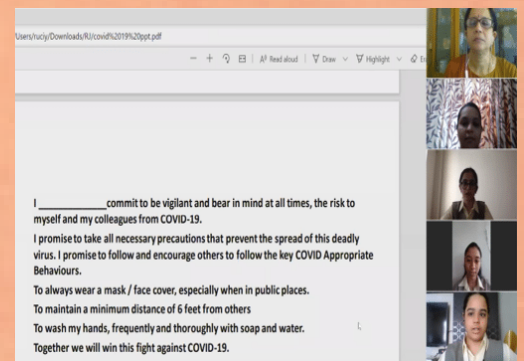 Users/ruciy/Downloads/RJ/covid%2019%20ppt.pdf
Read aloud Draw Highlight
I ______________commit to be vigilant and bear in mind at all times, the risk to
myself and my colleagues from COVID-19.
I promise to take all necessary precautions that prevent the spread of this deadly
virus. I promise to follow and encourage others to follow the key COVID Appropriate
Behaviours.
To always wear a mask / face cover, especially when in public places.
To maintain a minimum distance of 6 feet from others
To wash my hands, frequently and thoroughly with soap and water.
Together we will win this fight against COVID-19.